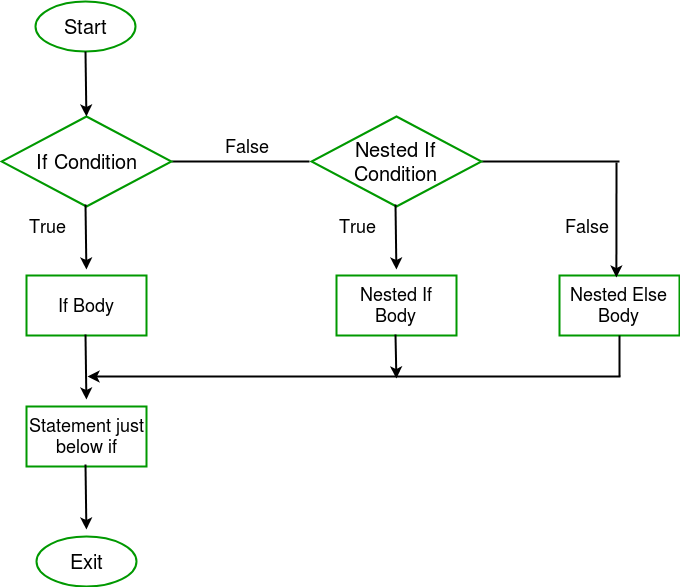 Start
If Condition
False
Nested If
Condition
True
True
False
If Body
Nested If
Body
Nested Else
Body
Statement just
below if
Exit